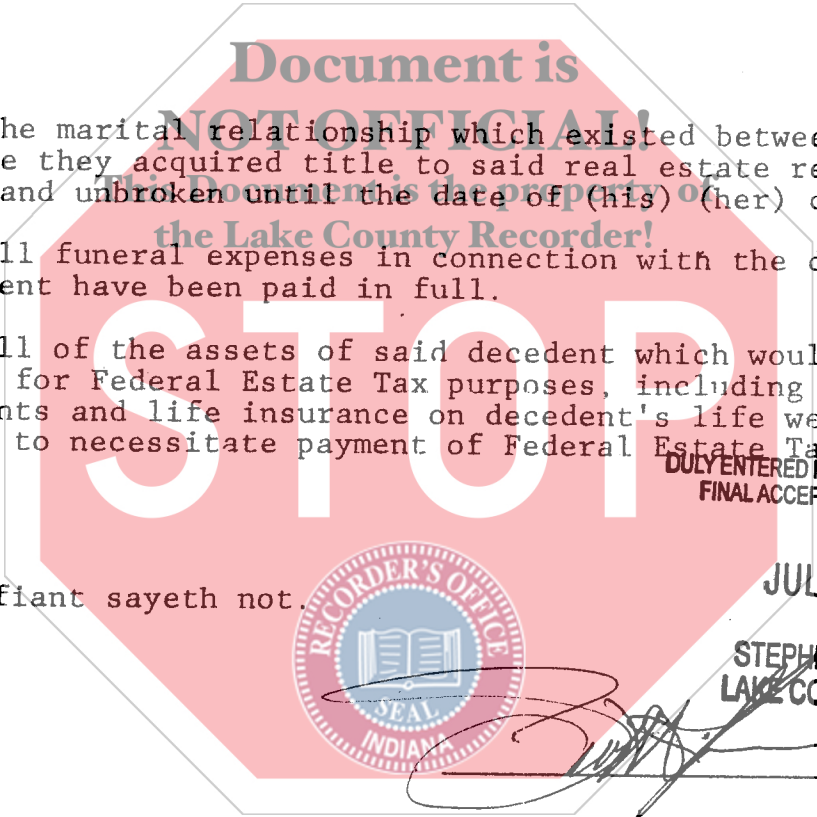 Document is
NOT OFFICIAL!
he marital relationship which existed betwee
e they acquired title to said real estate re
This Document is the property of
and unbroken until the date of (his) (her)
the Lake County Recorder!
ll funeral expenses in connection with the
ent have been paid in full.
STOP
ll of the assets of said decedent which woul
for Federal Estate Tax purposes, including
nts and life insurance on decedent's life we
to necessitate payment of Federal Estate Ta
DULY ENTERED
FINAL ACCEP
JUL
fiant sayeth not.
RECORDER'S OFFICE
SEAL
INDIANA
STEPH
LAKE CO